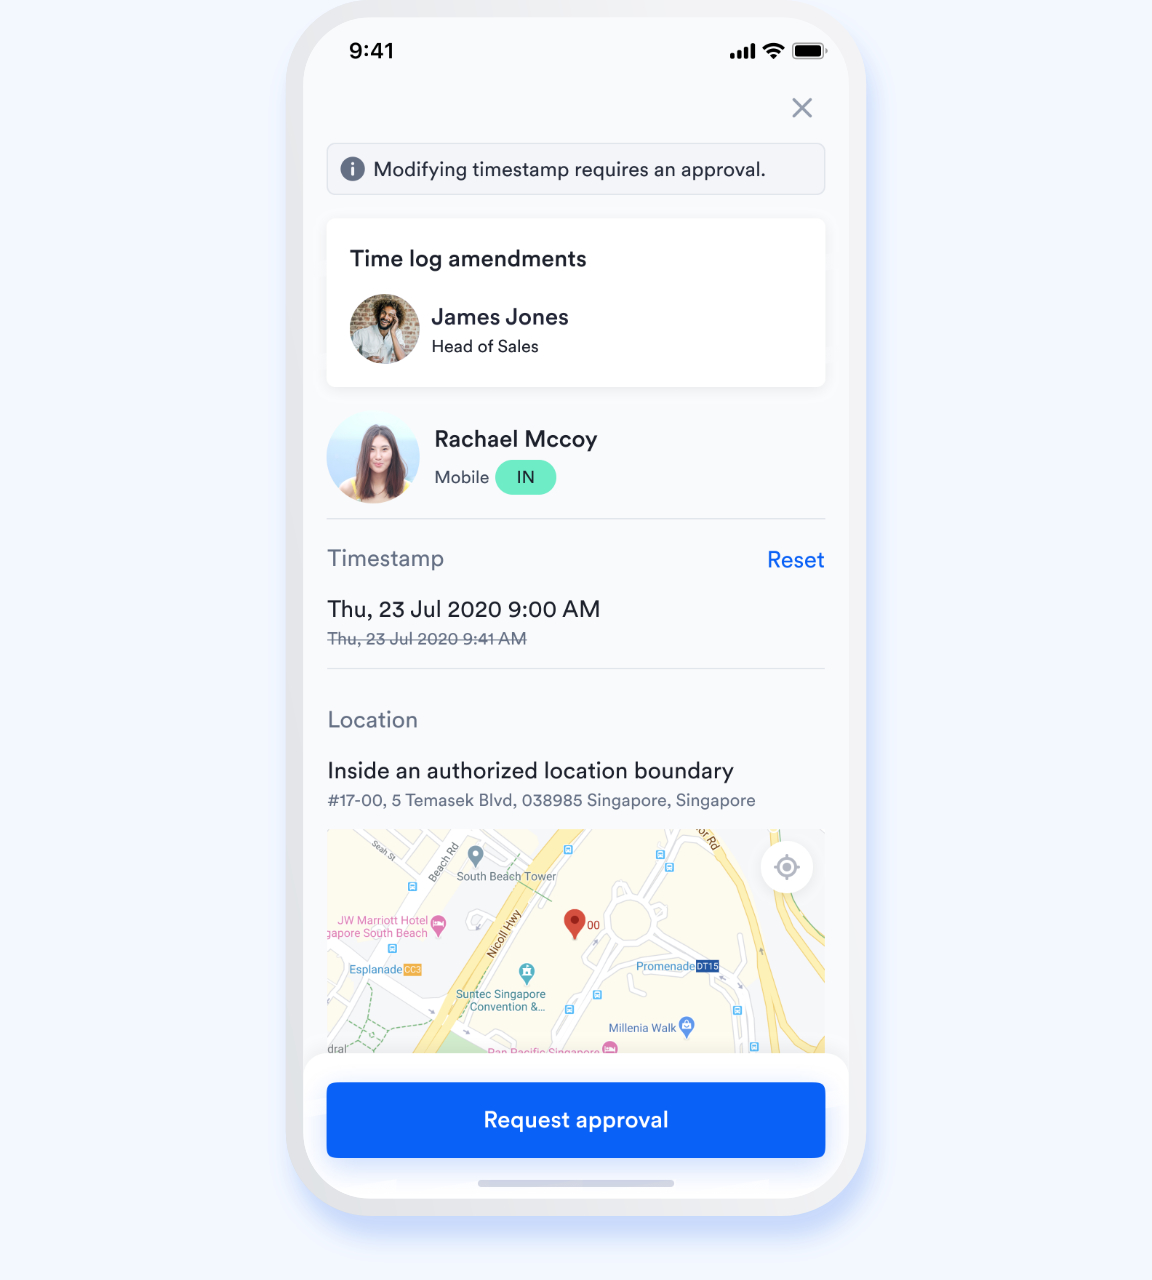 9:41
Modifying timestamp requires an approval.
Time log amendments
James Jones
Head of Sales
Rachael Mccoy
Mobile IN
Timestamp
Reset
Thu, 23 Jul 2020 9:00 AM
Thu, 23 Jul 2020 9:41 AM
Location
Inside an authorized location boundary
#17-00, 5 Temasek Blvd, 038985 Singapore, Singapore
Seah St
Beach Rd
or Rd
South Beach Tower
JW Marriott Hotel
gapore South Beach
00
Nicoll Hwy
Esplanade CC3
Promenade DT15
Suntec Singapore
Convention &...
Millenia Walk
dral
Pan Pacific Singapore
Request approval